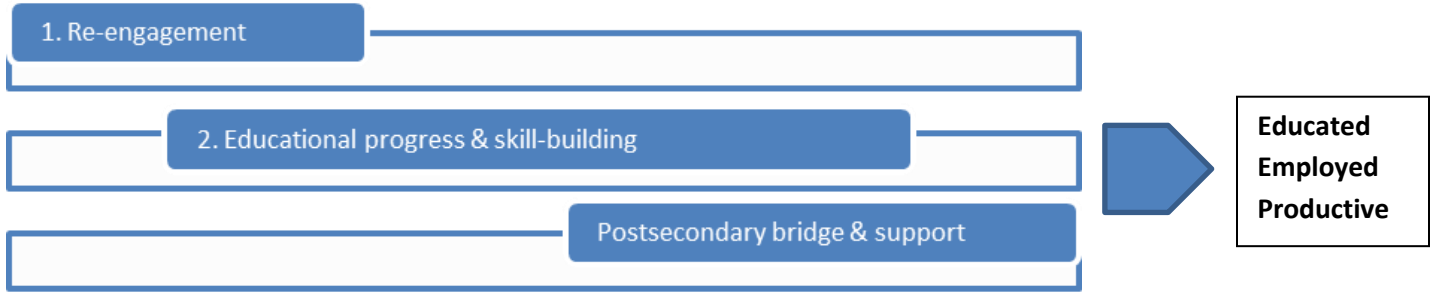 1. Re-engagement
2. Educational progress & skill-building
Postsecondary bridge & support
Educated
Employed
Productive